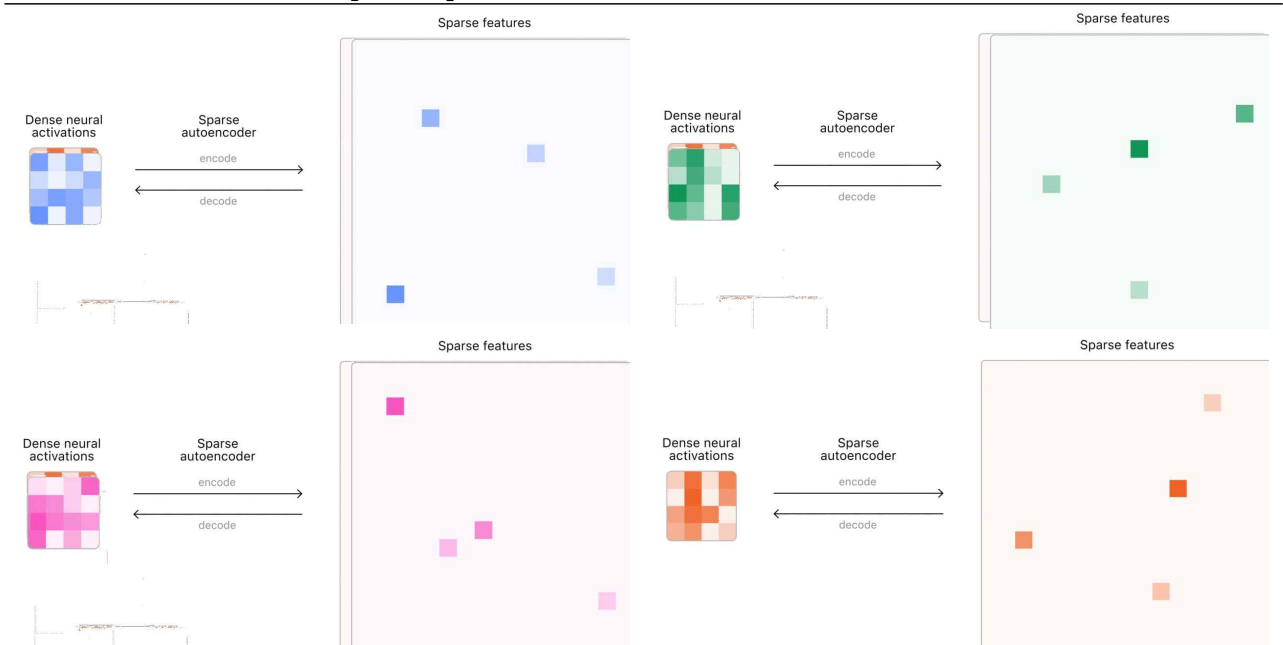 Sparse features
Dense neural
activations
Sparse
autoencoder
encode
decode
Sparse features
Dense neural
activations
Sparse
autoencoder
encode
decode
Sparse features
Dense neural
activations
Sparse
autoencoder
encode
decode
Sparse features
Dense neural
activations
Sparse
autoencoder
encode
decode